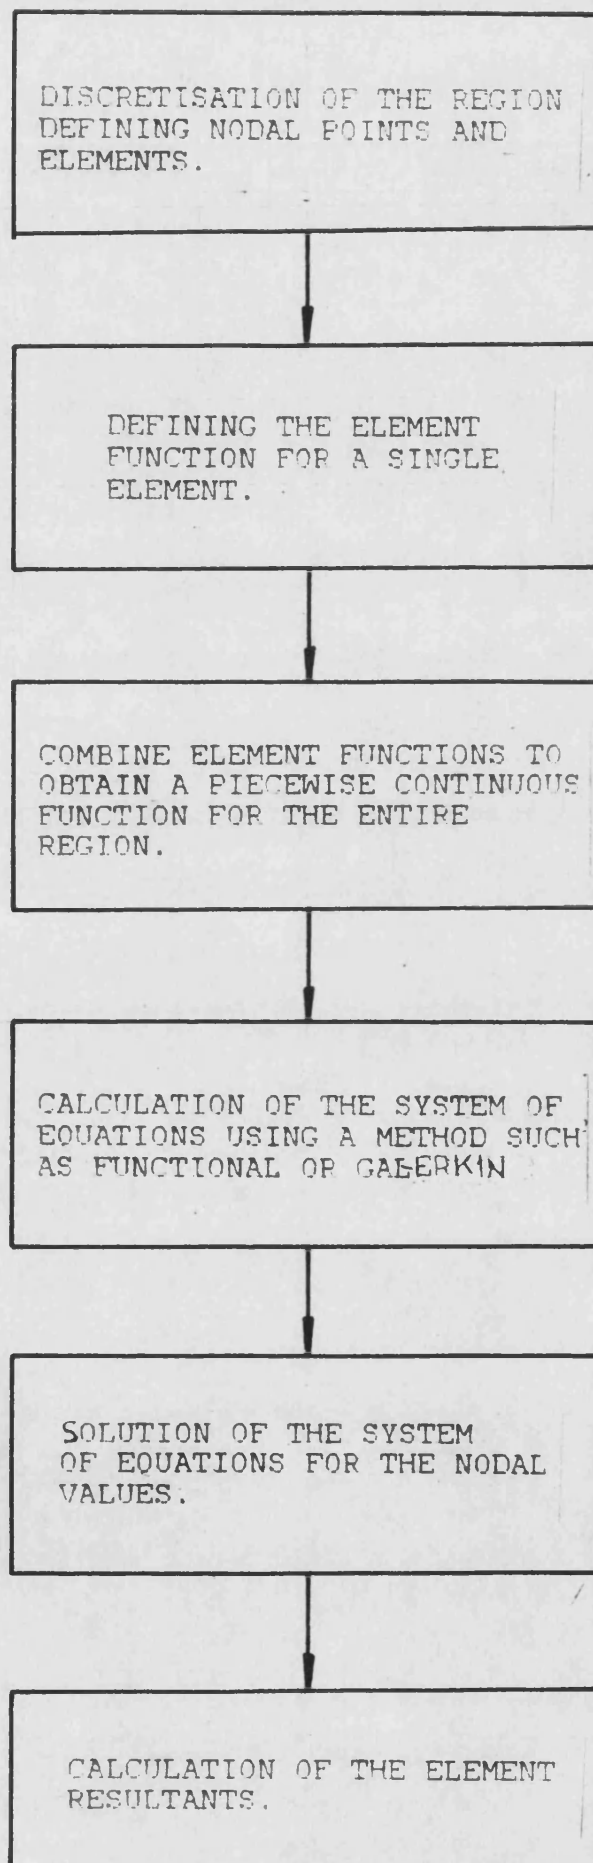 DISCRETISATION OF THE REGION
DEFINING NODAL POINTS AND
ELEMENTS.
DEFINING THE ELEMENT
FUNCTION FOR A SINGLE
ELEMENT.
COMBINE ELEMENT FUNCTIONS TO
OBTAIN A PIECEWISE CONTINUOUS
FUNCTION FOR THE ENTIRE
REGION.
CALCULATION OF THE SYSTEM OF
EQUATIONS USING A METHOD SUCH
AS FUNCTIONAL OR GALERKIN
SOLUTION OF THE SYSTEM
OF EQUATIONS FOR THE NODAL
VALUES.
CALCULATION OF THE ELEMENT
RESULTANTS.